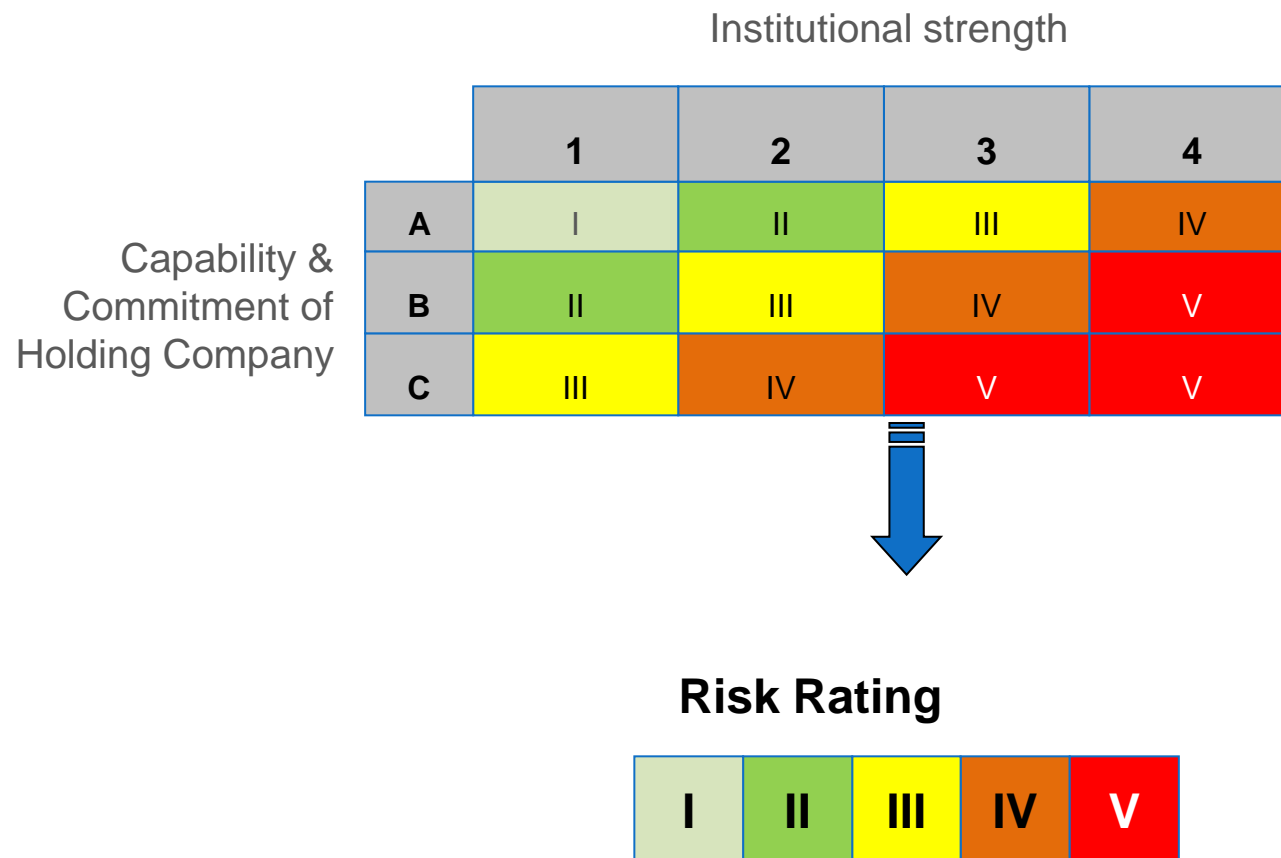 Institutional strength
1 2 3 4
A I II III IV
Capability &
Commitment of
Holding Company
B II III IV V
C III IV V V
Risk Rating
I II III IV V